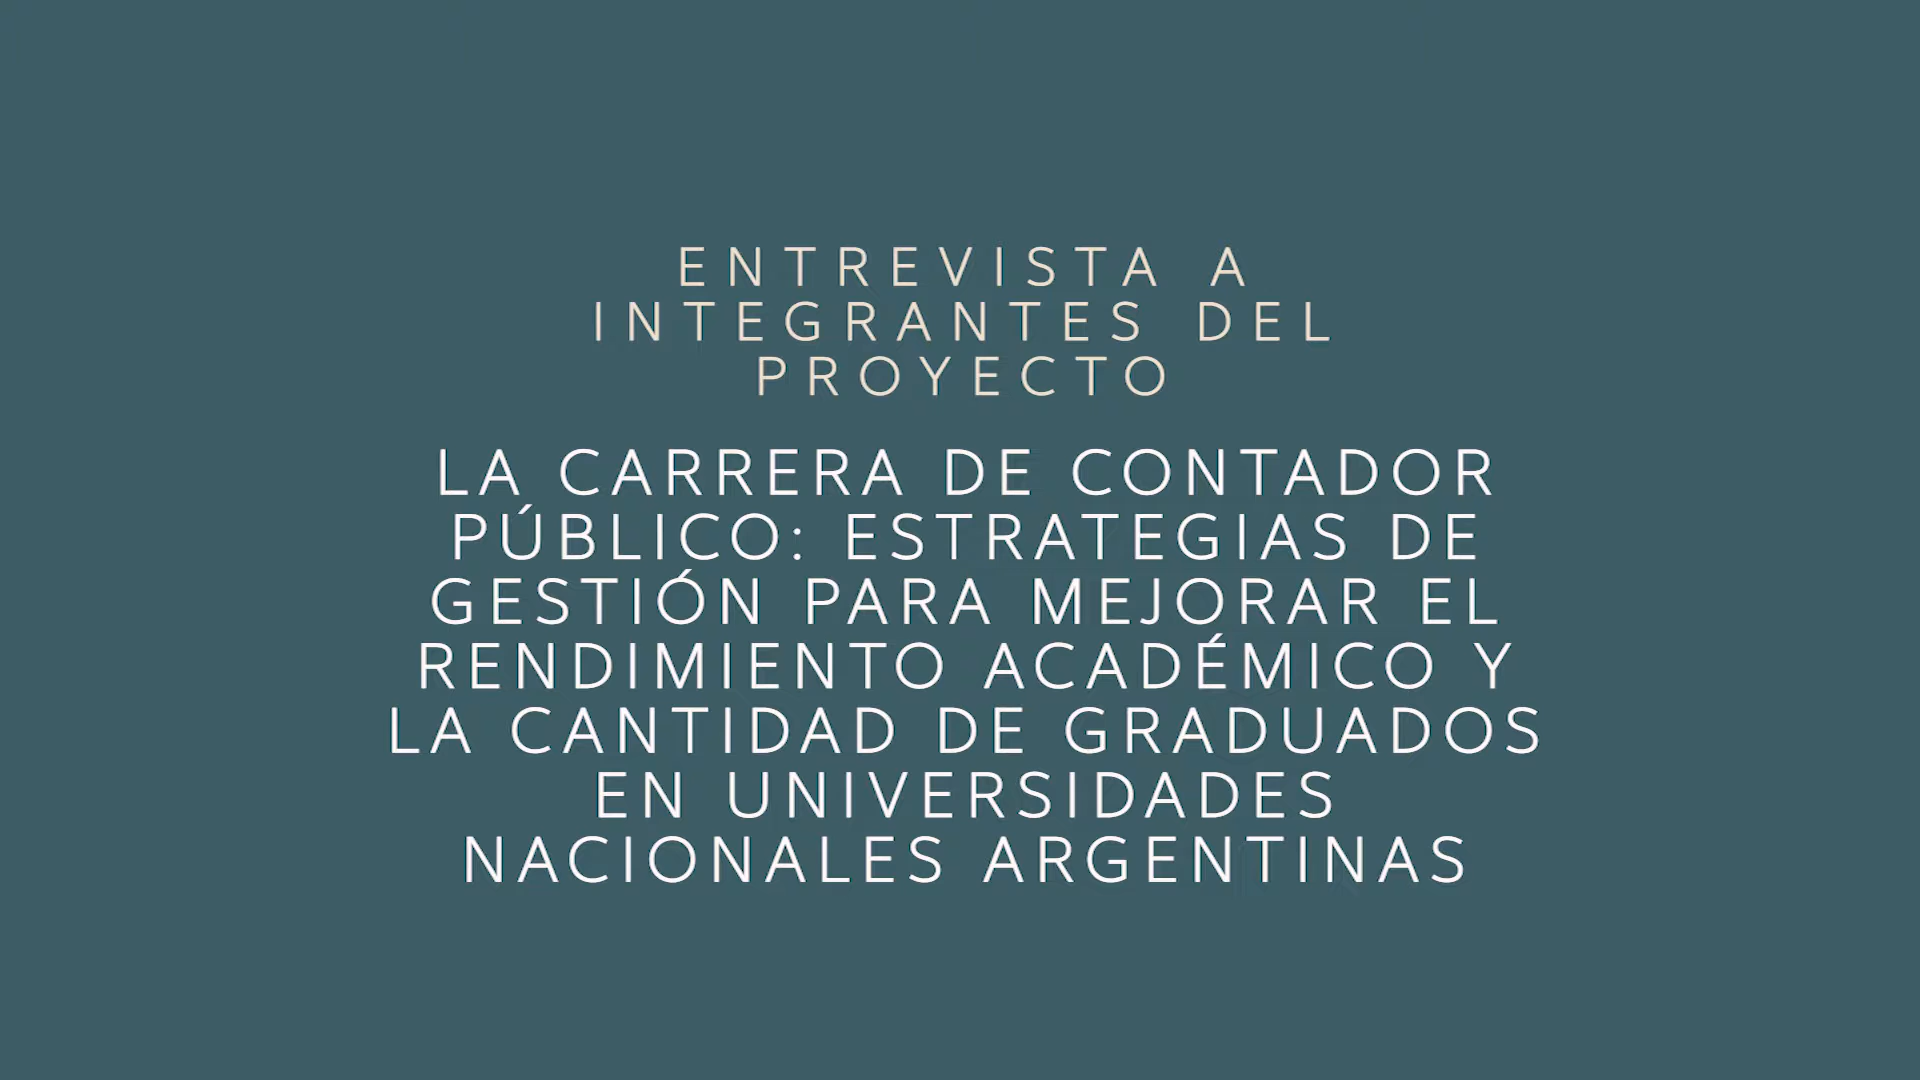 ENTREVISTA A
INTEGRANTES DEL
PROYECTO
LA CARRERA DE CONTADOR
PÚBLICO: ESTRATEGIAS DE
GESTIÓN PARA MEJORAR EL
RENDIMIENTO ACADÉMICO Y
LA CANTIDAD DE GRADUADOS
EN UNIVERSIDADES
NACIONALES ARGENTINAS